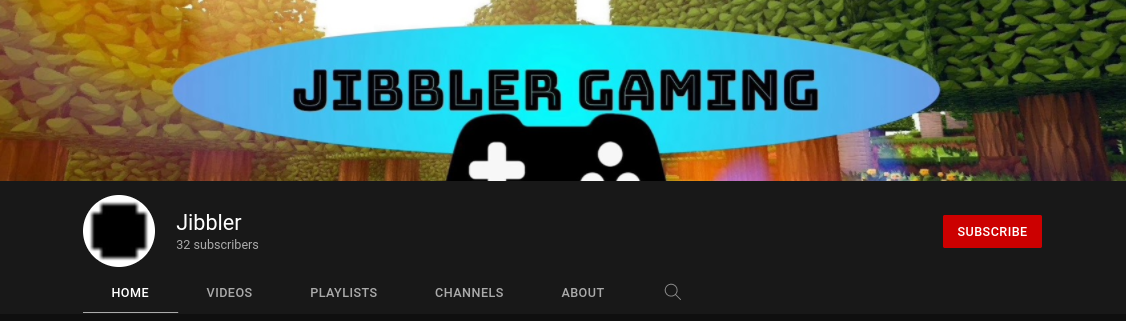 JIBBLER GAMING
Jibbler
32 subscribers
SUBSCRIBE
HOME VIDEOS PLAYLISTS CHANNELS ABOUT